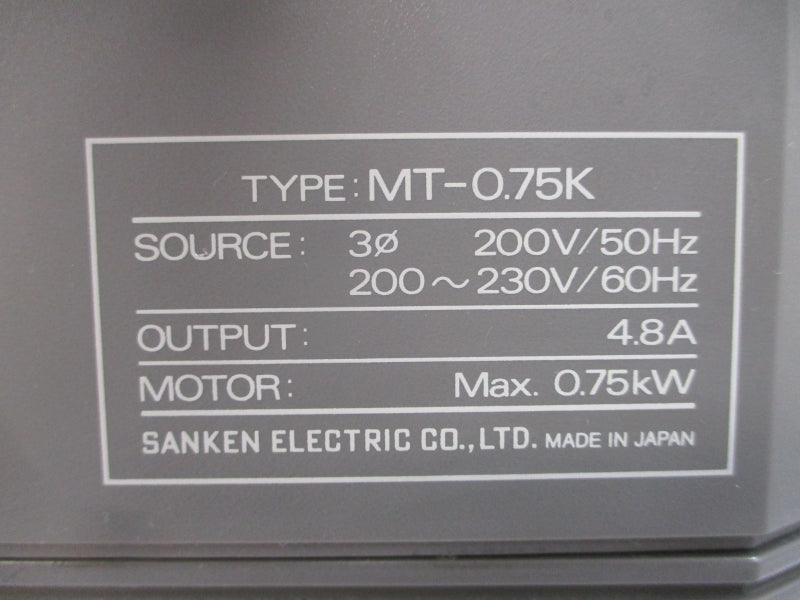 TYPE: MT-0.75K
SOURCE: 3ø 200V/50Hz
200～230V/60Hz
OUTPUT: 4.8A
MOTOR: Max. 0.75kW
SANKEN ELECTRIC CO.,LTD. MADE IN JAPAN